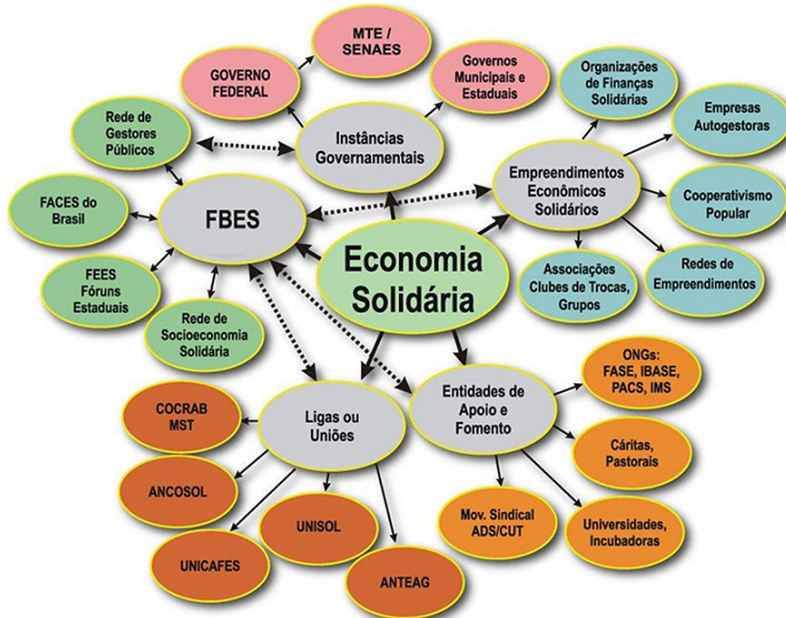 MTE /
SENAES
GOVERNO
FEDERAL
Governos
Municipais e
Estaduais
Organizações
de Finanças
Solidárias
Rede de
Gestores
Públicos
Instâncias
Governamentais
Empresas
Autogestoras
Empreendimentos
Econômicos
Solidários
FACES do
Brasil
FBES
Cooperativismo
Popular
Economia
Solidária
FEES
Fóruns
Estaduais
Associações
Clubes de Trocas,
Grupos
Redes de
Empreendimentos
Rede de
Socioeconomia
Solidária
ONGs:
FASE, IBASE,
PACS, IMS
Ligas ou
Uniões
Entidades de
Apoio e
Fomento
COCRAB
MST
Cáritas,
Pastorais
ANCOSOL
UNISOL
Mov. Sindical
ADS/CUT
Universidades,
Incubadoras
UNICAFES
ANTEAG